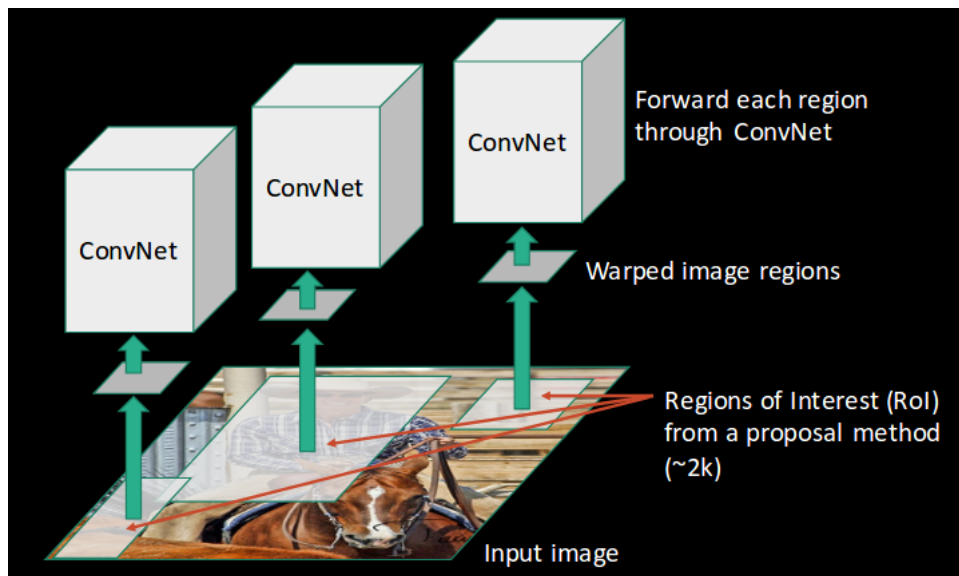 Forward each region
through ConvNet
ConvNet
ConvNet
ConvNet
Warped image regions
Regions of Interest (RoI)
from a proposal method
(~2k)
Input image